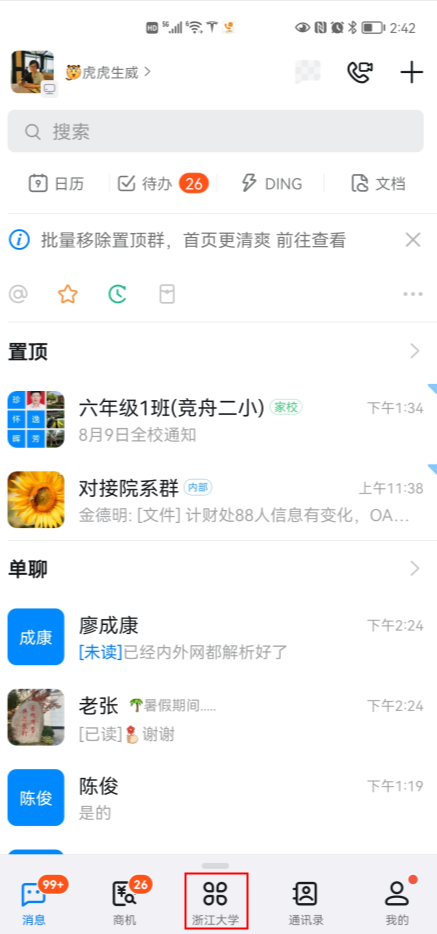 HD 5G 6 2:42
虎虎生威
搜索
9 日历 待办 26 DING 文档
批量移除置顶群，首页更清爽 前往查看
@
置顶
六年级1班(竞舟二小) 家校 下午1:34
8月9日全校通知
对接院系群 内部 上午11:38
金德明: [文件] 计财处88人信息有变化，OA...
单聊
成康 廖成康 下午2:24
[未读]已经内外网都解析好了
老张 暑假期间..... 下午2:24
[已读] 谢谢
陈俊 陈俊 下午1:19
是的
99+ 26
消息 商机 浙江大学 通讯录 我的